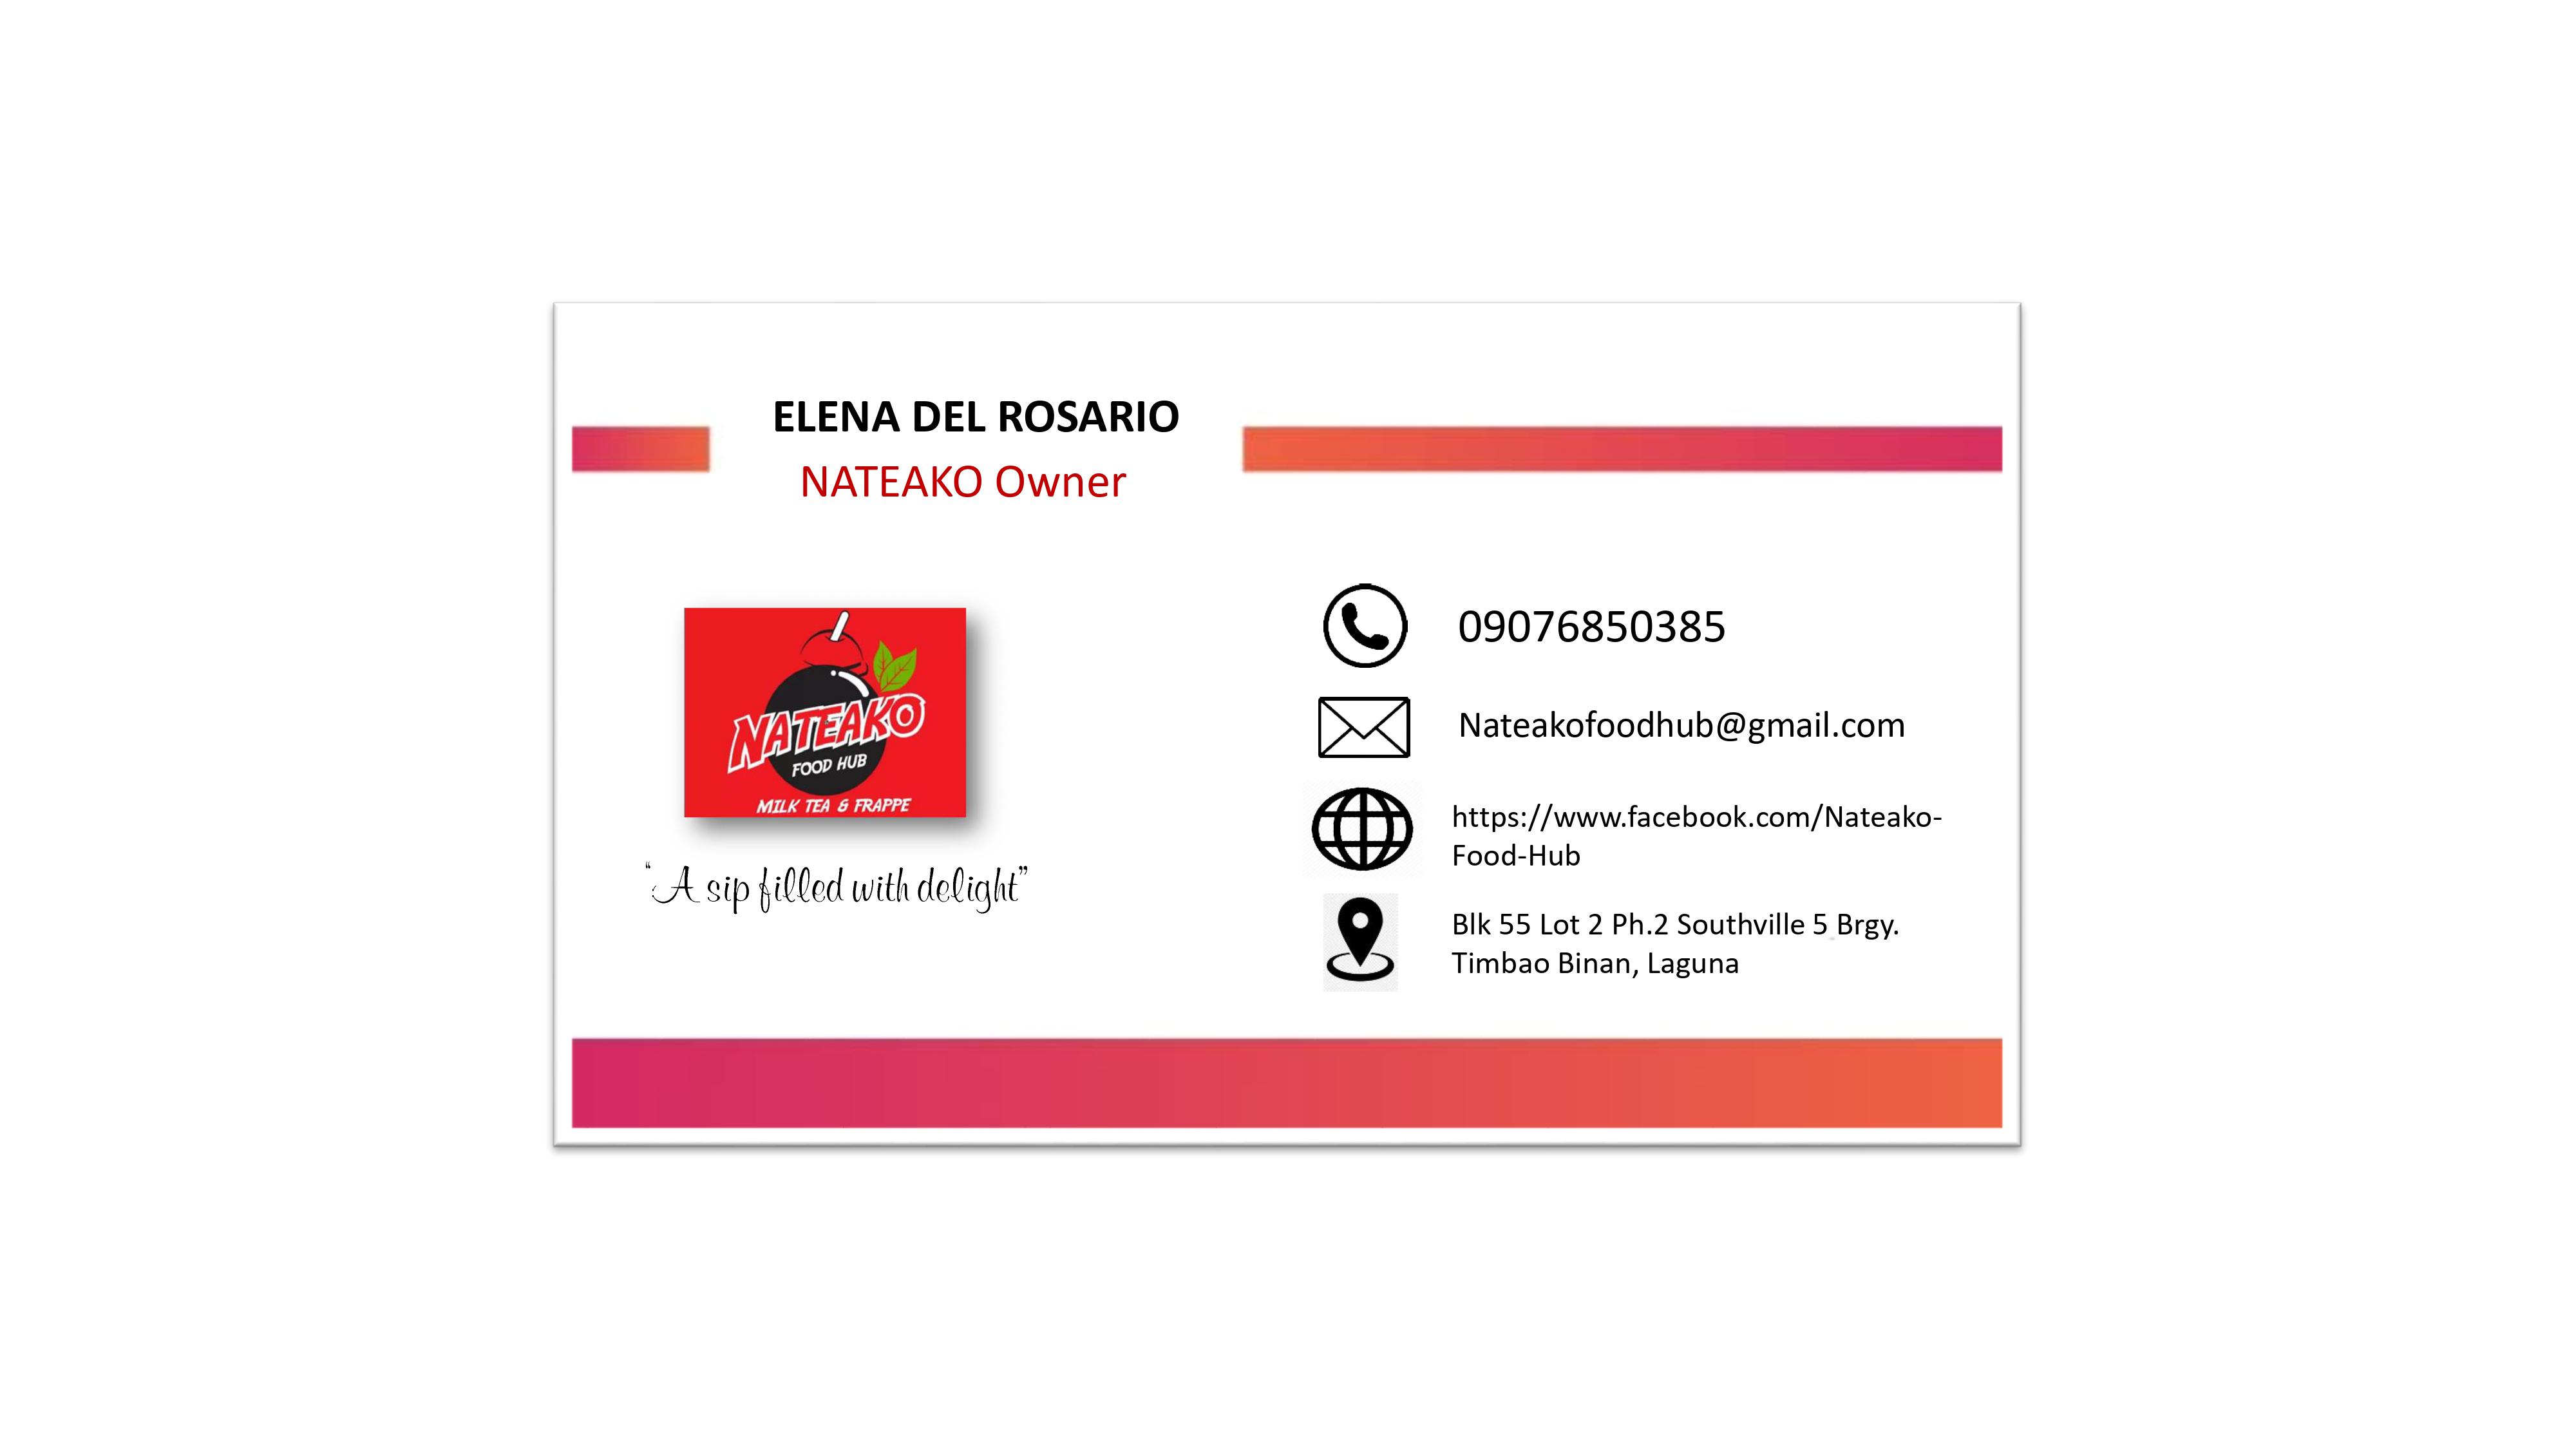 ELENA DEL ROSARIO
NATEAKO Owner
NATEAKO
FOOD HUB
MILK TEA & FRAPPE
“A sip filled with delight”
09076850385
Nateakofoodhub@gmail.com
https://www.facebook.com/Nateako-
Food-Hub
Blk 55 Lot 2 Ph.2 Southville 5 Brgy.
Timbao Binan, Laguna